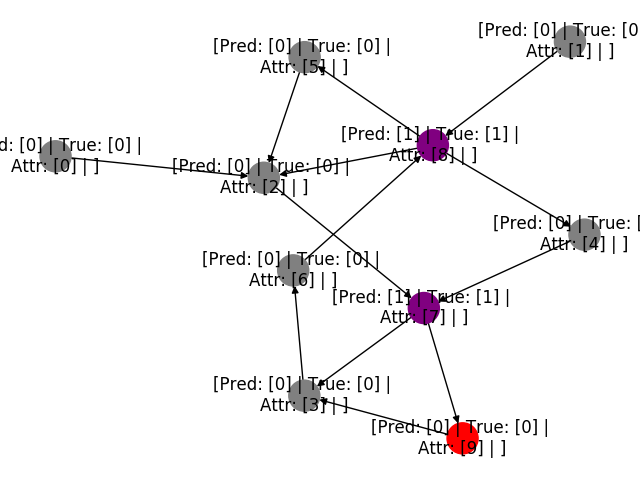 [Pred: [0] | True: [0
Attr: [1] | ]
[Pred: [0] | True: [0] |
Attr: [5] | ]
[Pred: [1] | True: [1] |
Attr: [8] | ]
d: [0] | True: [0] |
Attr: [0] | ]
[Pred: [0] | True: [0] |
Attr: [2] | ]
[Pred: [0] | True: [
Attr: [4] | ]
[Pred: [0] | True: [0] |
Attr: [6] | ]
[Pred: [1] | True: [1] |
Attr: [7] | ]
[Pred: [0] | True: [0] |
Attr: [3] | ]
[Pred: [0] | True: [0] |
Attr: [9] | ]